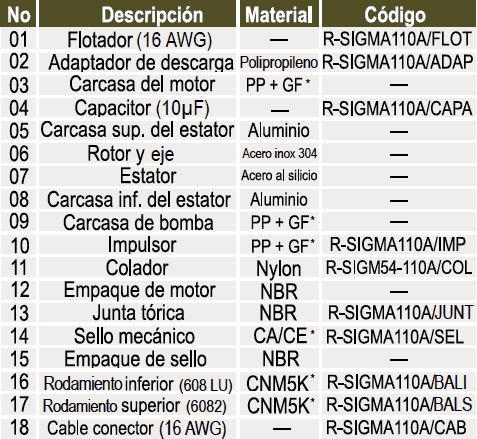 No Descripción Material Código
01 Flotador (16 AWG) — R-SIGMA110A/FLOT
02 Adaptador de descarga Polipropileno R-SIGMA110A/ADAP
03 Carcasa del motor PP + GF* —
04 Capacitor (10µF) — R-SIGMA110A/CAPA
05 Carcasa sup. del estator Aluminio —
06 Rotor y eje Acero inox 304 —
07 Estator Acero al silicio —
08 Carcasa inf. del estator Aluminio —
09 Carcasa de bomba PP + GF* —
10 Impulsor PP + GF* R-SIGMA110A/IMP
11 Colador Nylon R-SIGM54-110A/COL
12 Empaque de motor NBR —
13 Junta tórica NBR R-SIGMA110A/JUNT
14 Sello mecánico CA/CE* R-SIGMA110A/SEL
15 Empaque de sello NBR —
16 Rodamiento inferior (608 LU) CNM5K* R-SIGMA110A/BALI
17 Rodamiento superior (6082) CNM5K* R-SIGMA110A/BALS
18 Cable conector (16 AWG) — R-SIGMA110A/CAB